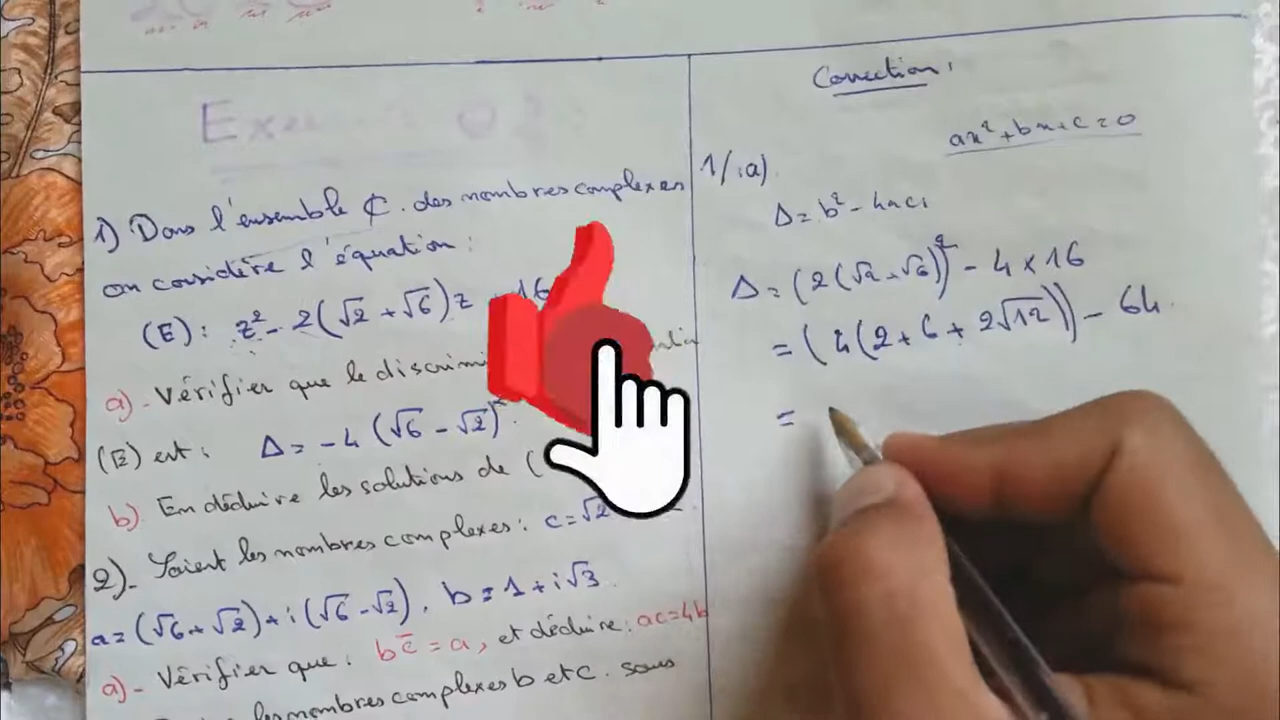 Exe 02:
1) Dans l'ensemble ₵. des nombres complexes
on considère l'équation:
(E): z² - 2(√2 + √6)z + 16
a)- Vérifier que le discrimi
(E) est: Δ = -4(√6 - √2)².
b) En déduire les solutions de (
2)- Soient les nombres complexes: c = √2
a = (√6 + √2) + i(√6 - √2). b = 1 + i√3
a)- Vérifier que: bc̄ = a, et déduire: ac = 4b
les nombres complexes b et c. sous
Correction:
ax² + bx + c = 0
1/.a)
Δ = b² - 4ac
Δ = (2(√2 + √6))² - 4 × 16
= (4(2 + 6 + 2√12)) - 64
=